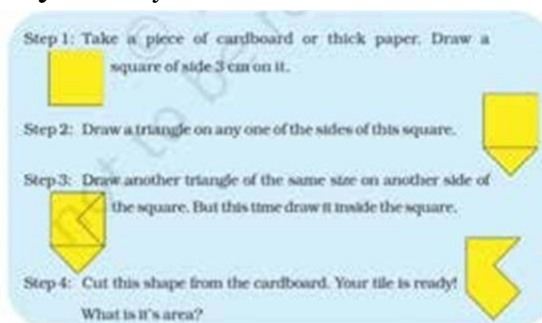 Step 1: Take a piece of cardboard or thick paper. Draw a
square of side 3 cm on it.
Step 2: Draw a triangle on any one of the sides of this square.
Step 3: Draw another triangle of the same size on another side of
the square. But this time draw it inside the square.
Step 4: Cut this shape from the cardboard. Your tile is ready!
What is it's area?